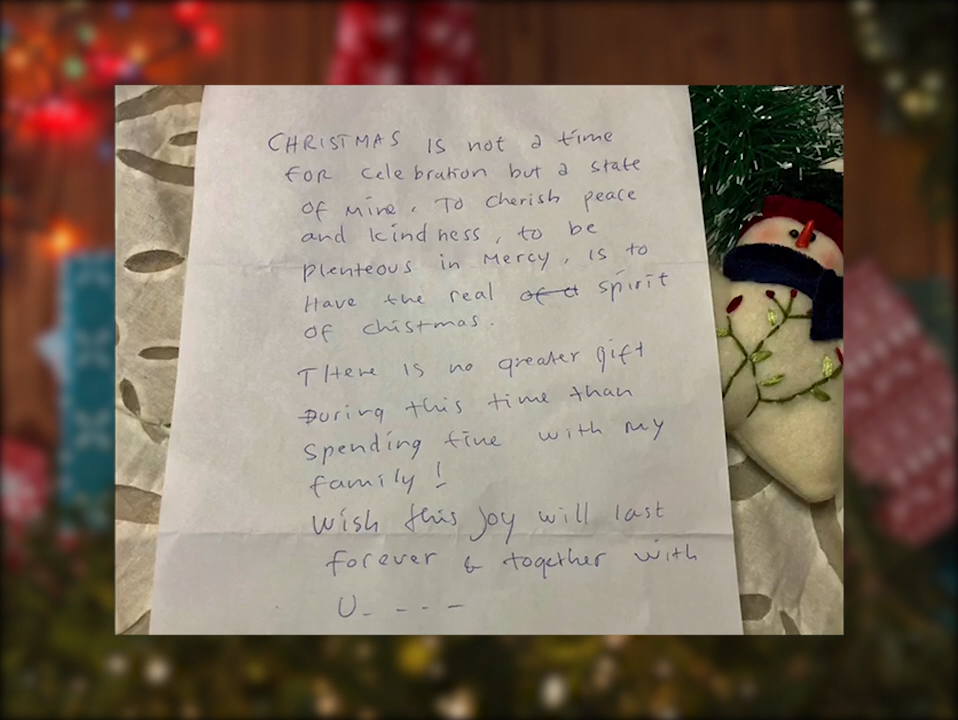 CHRISTMAS is not a time
FOR celebration but a state
OF Mine. To cherish peace
and kindness, to be
plenteous in Mercy, is to
Have the real of a spirit
OF chistmas.
THere is no greater gift
During this time than
spending time with my
family!
Wish this Joy will last
forever & together with
U----